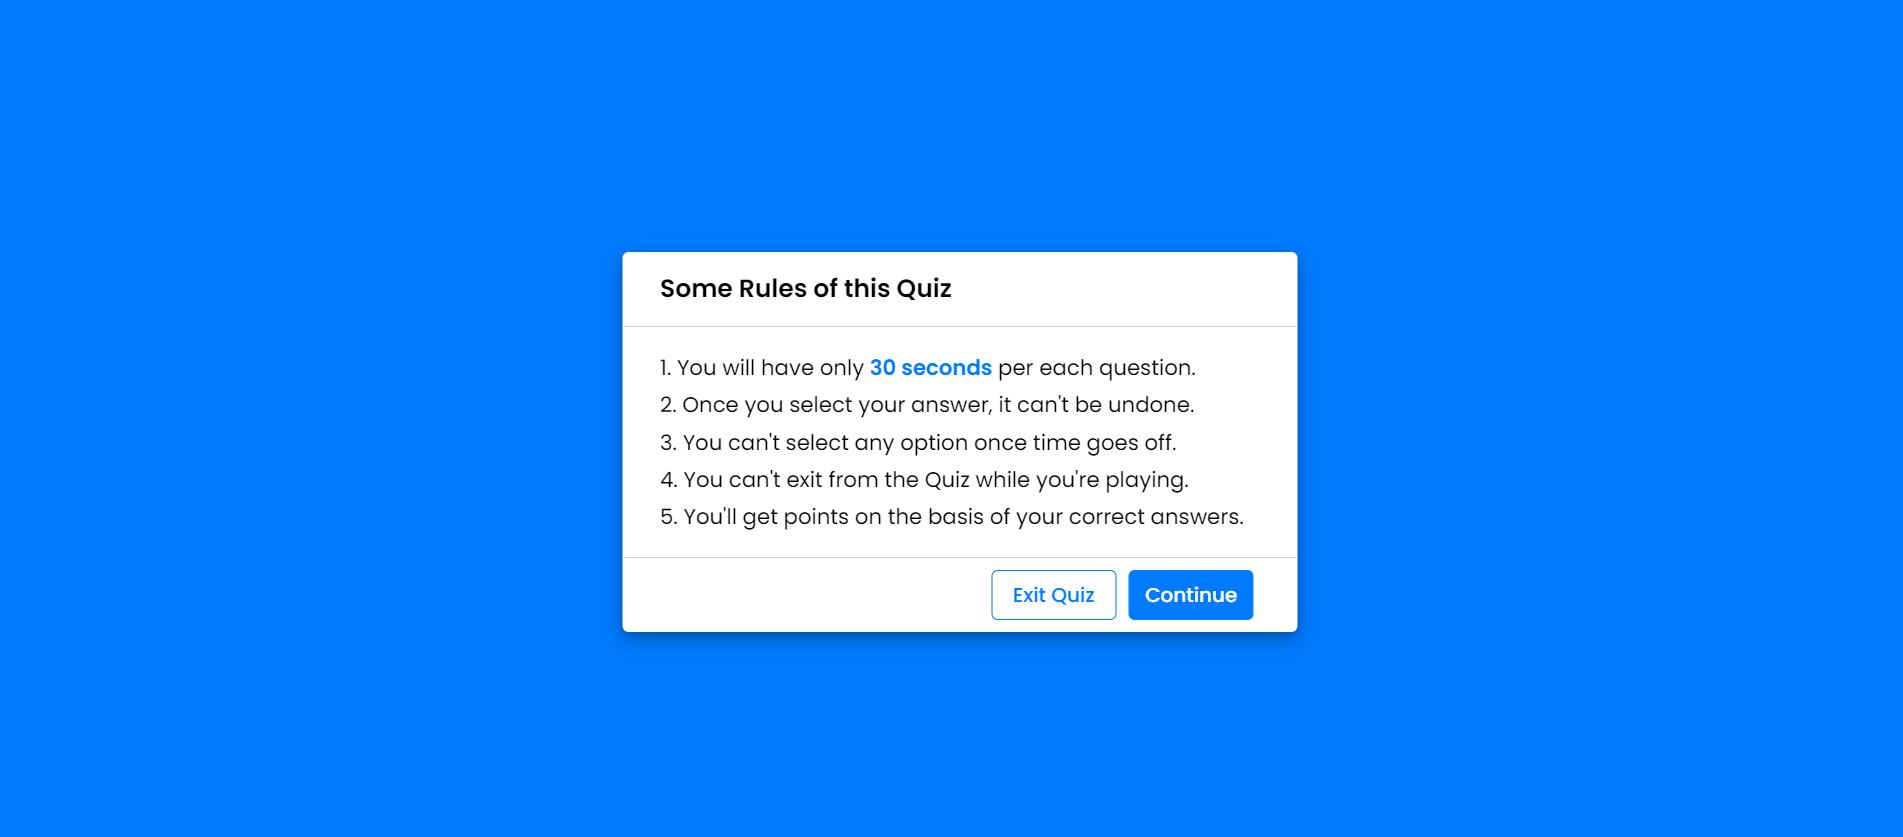 Some Rules of this Quiz
1. You will have only 30 seconds per each question.
2. Once you select your answer, it can't be undone.
3. You can't select any option once time goes off.
4. You can't exit from the Quiz while you're playing.
5. You'll get points on the basis of your correct answers.
Exit Quiz Continue